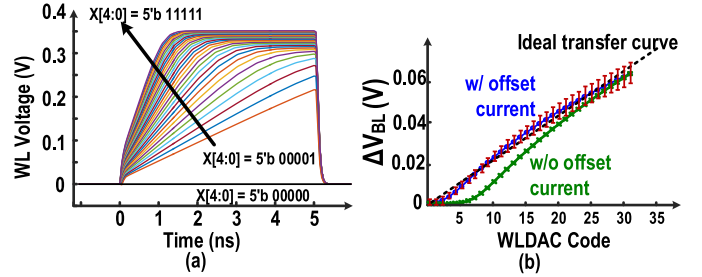 X[4:0] = 5'b 11111
0.4
0.3
0.2
0.1
0
WL Voltage (V)
X[4:0] = 5'b 00001
X[4:0] = 5'b 00000
0 1 2 3 4 5
Time (ns)
(a)
Ideal transfer curve
0.06
0.04
0.02
0
ΔVBL (V)
w/ offset
current
w/o offset
current
5 10 15 20 25 30 35
WLDAC Code
(b)